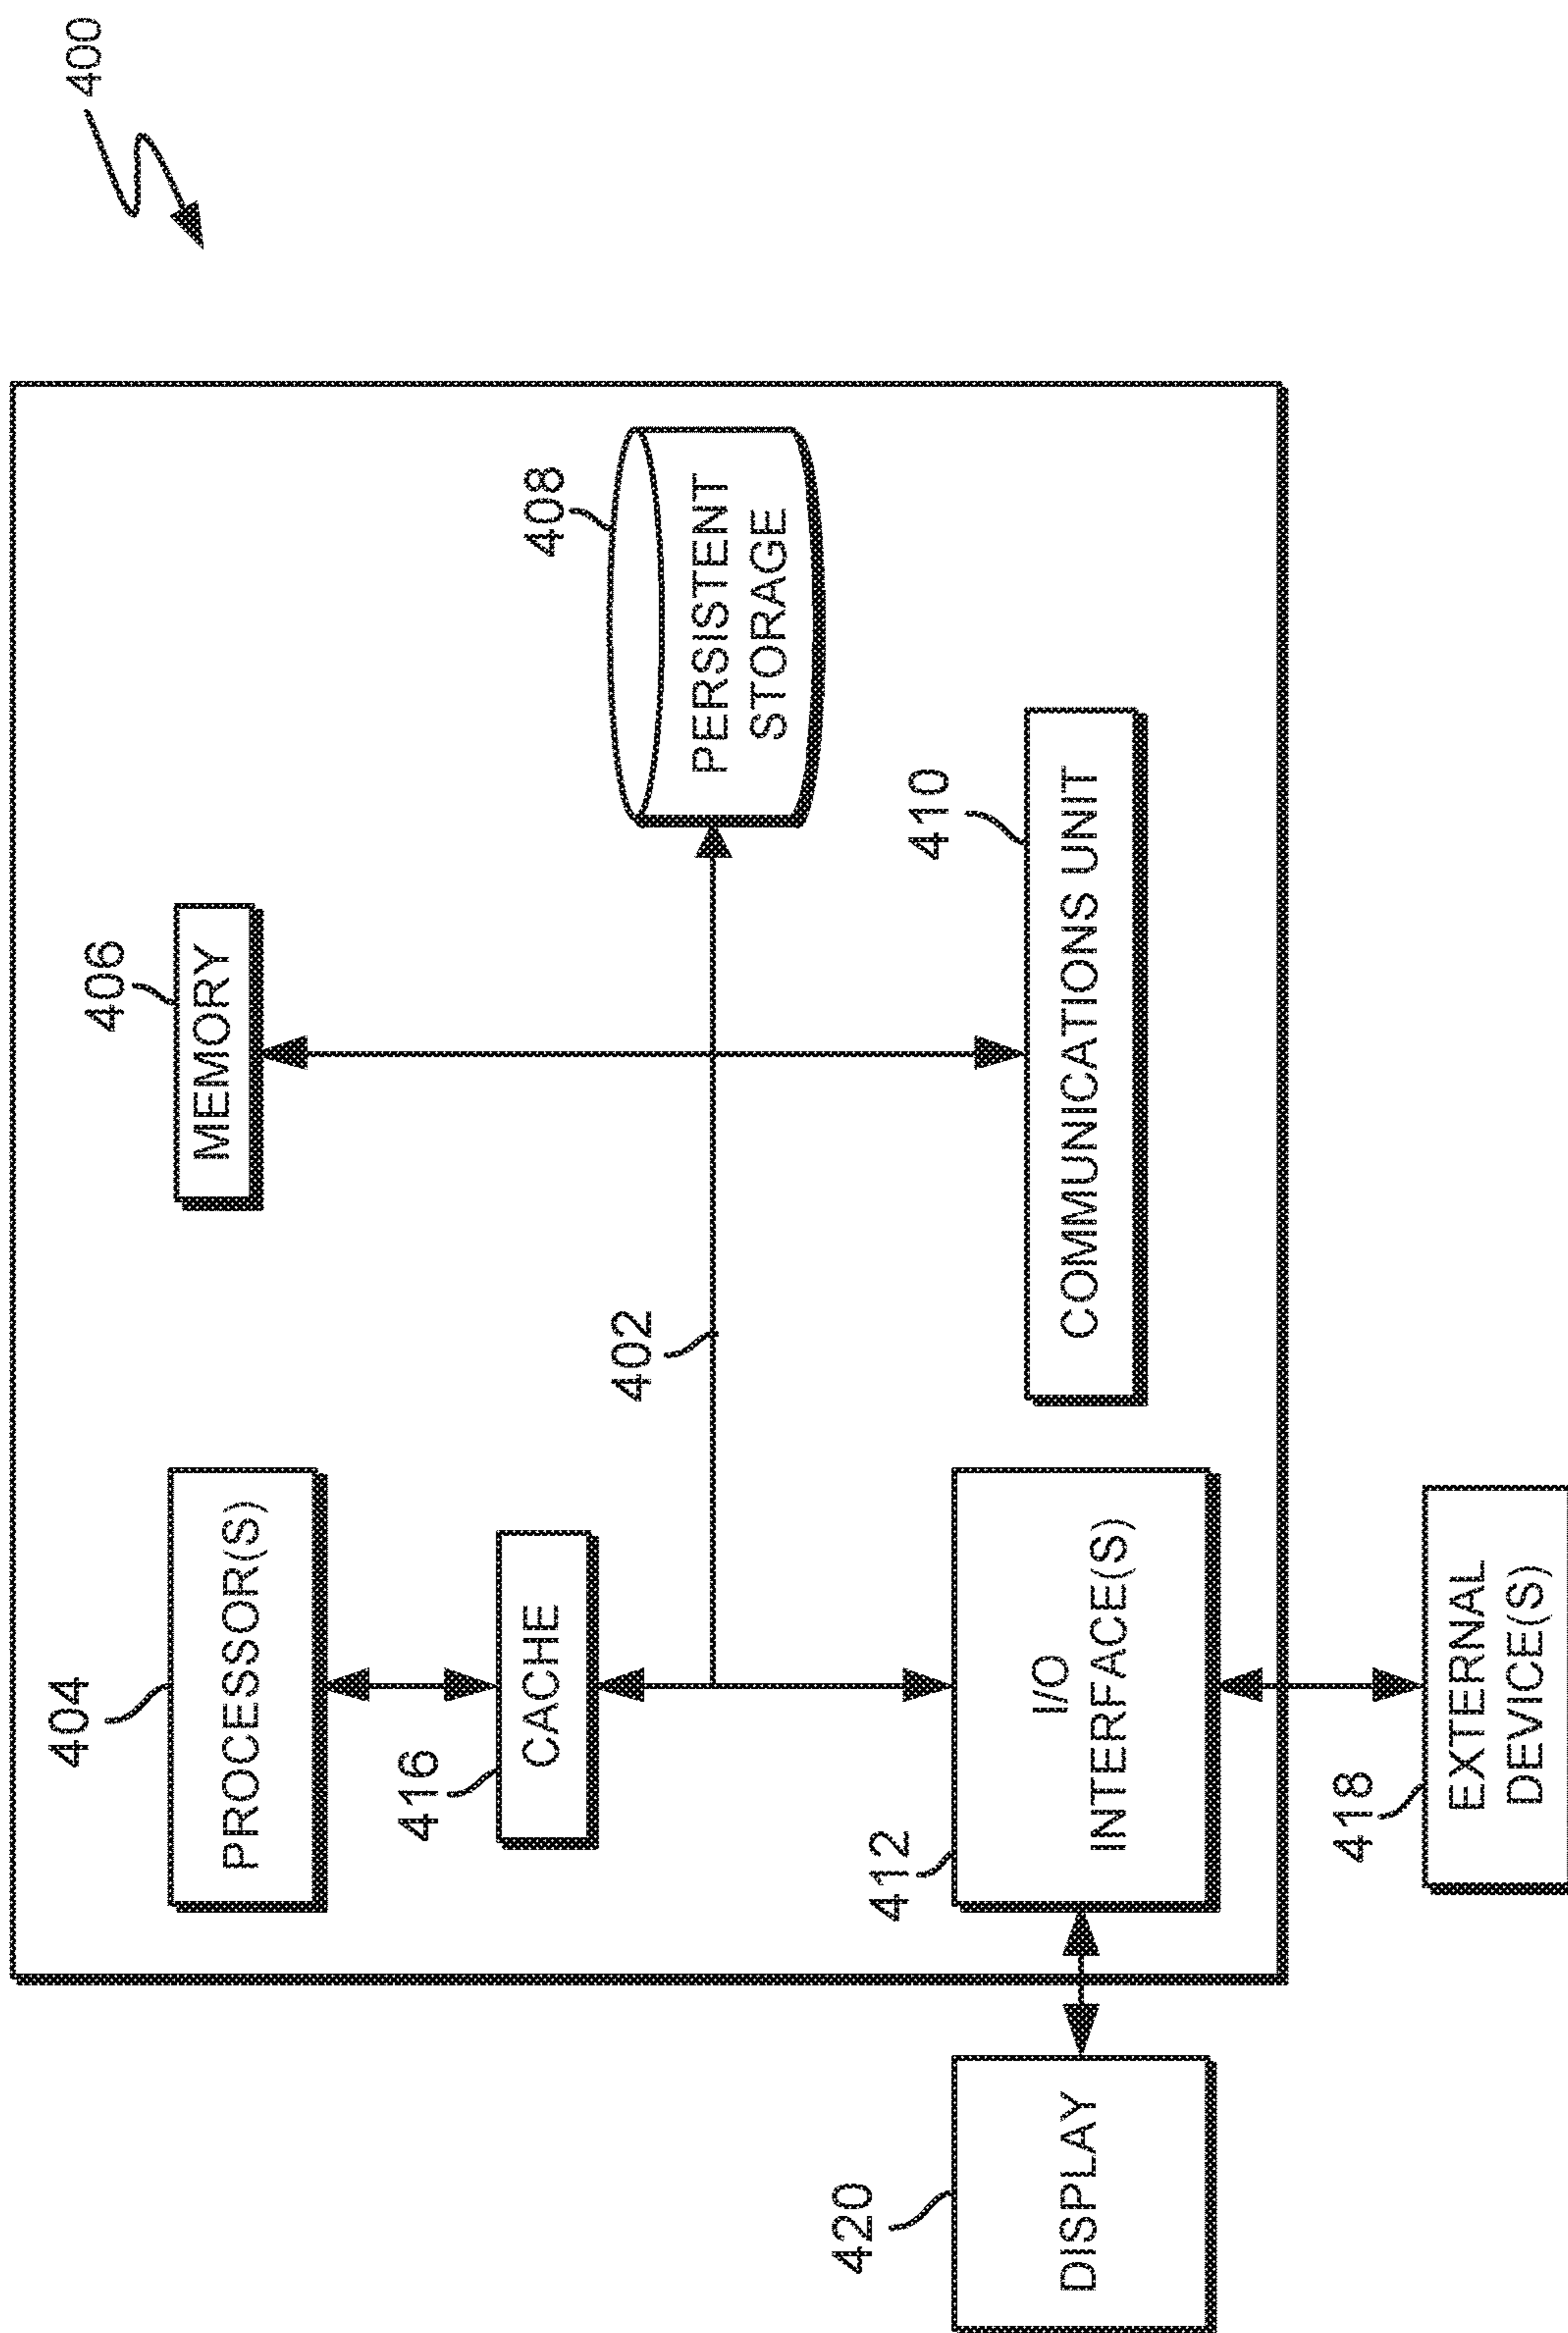 400
404
PROCESSOR(S)
406
MEMORY
416
CACHE
408
PERSISTENT
STORAGE
402
420
DISPLAY
412
I/O
INTERFACE(S)
410
COMMUNICATIONS UNIT
418
EXTERNAL
DEVICE(S)